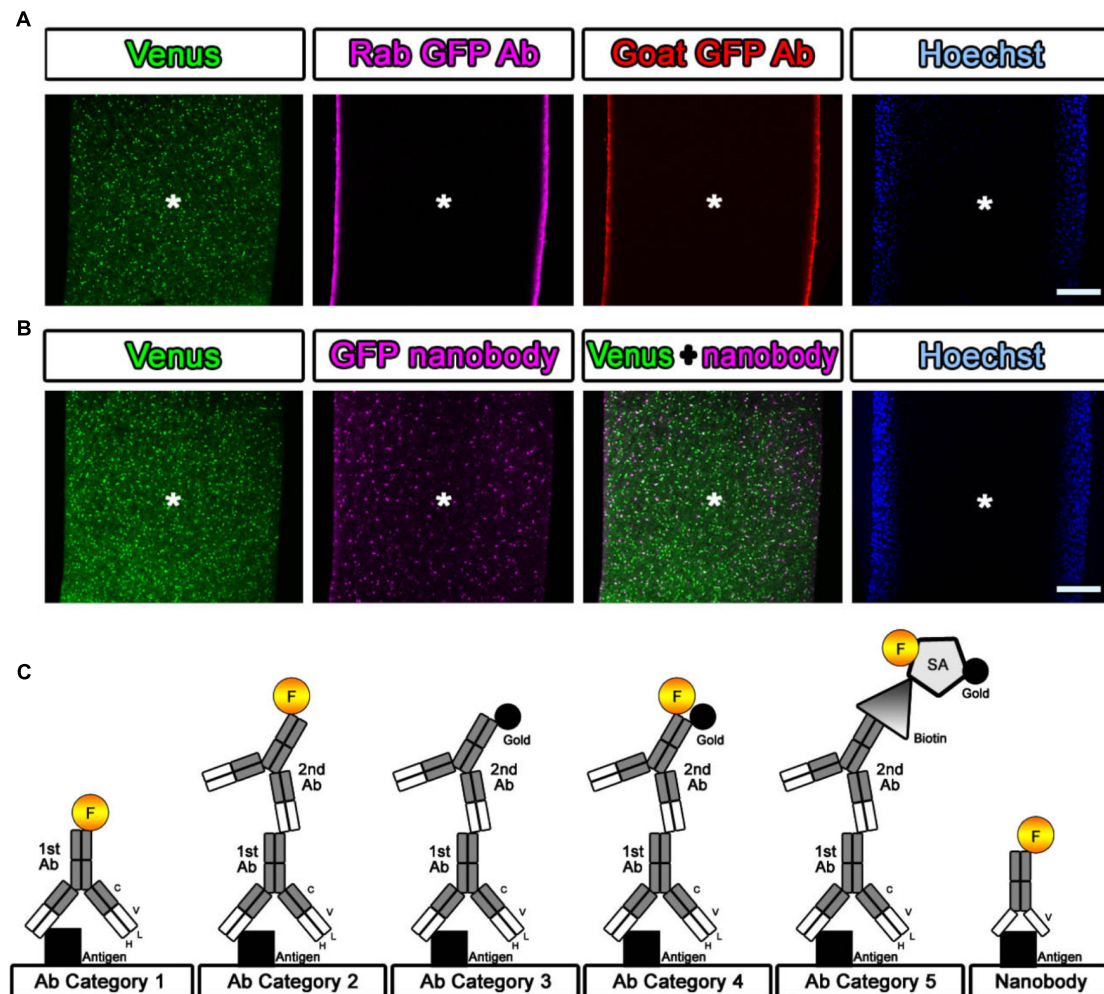 A
Venus
Rab GFP Ab
Goat GFP Ab
Hoechst
*
*
*
*
B
Venus
GFP nanobody
Venus + nanobody
Hoechst
*
*
*
*
C
F
1st
Ab
C
V
L
H
Antigen
Ab Category 1
F
2nd
Ab
1st
Ab
C
V
L
H
Antigen
Ab Category 2
Gold
2nd
Ab
1st
Ab
C
V
L
H
Antigen
Ab Category 3
F
Gold
2nd
Ab
1st
Ab
C
V
L
H
Antigen
Ab Category 4
F
SA
Gold
Biotin
2nd
Ab
1st
Ab
C
V
L
H
Antigen
Ab Category 5
F
V
H
Antigen
Nanobody